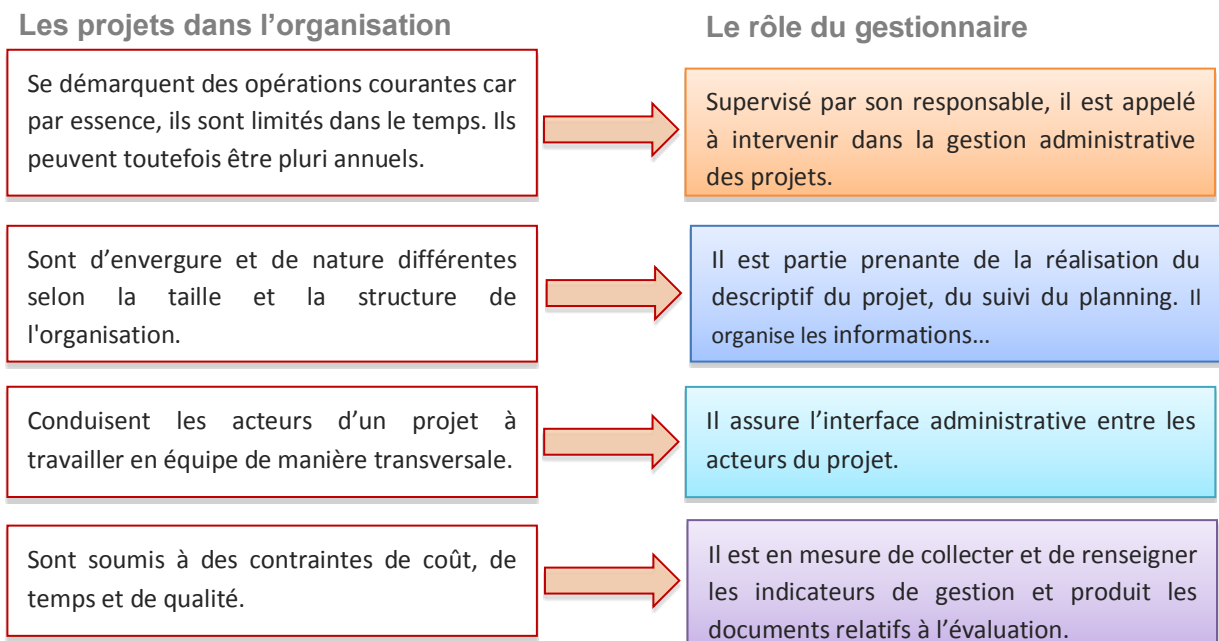 Les projets dans l'organisation
Le rôle du gestionnaire
Se démarquent des opérations courantes car
par essence, ils sont limités dans le temps. Ils
peuvent toutefois être pluri annuels.
Supervisé par son responsable, il est appelé
à intervenir dans la gestion administrative
des projets.
Sont d'envergure et de nature différentes
selon la taille et la structure de
l'organisation.
Il est partie prenante de la réalisation du
descriptif du projet, du suivi du planning. Il
organise les informations…
Conduisent les acteurs d'un projet à
travailler en équipe de manière transversale.
Il assure l'interface administrative entre les
acteurs du projet.
Sont soumis à des contraintes de coût, de
temps et de qualité.
Il est en mesure de collecter et de renseigner
les indicateurs de gestion et produit les
documents relatifs à l'évaluation.